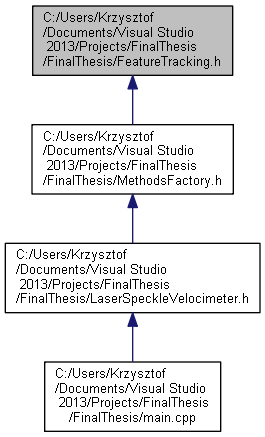 C:/Users/Krzysztof
/Documents/Visual Studio
2013/Projects/FinalThesis
/FinalThesis/FeatureTracking.h
C:/Users/Krzysztof
/Documents/Visual Studio
2013/Projects/FinalThesis
/FinalThesis/MethodsFactory.h
C:/Users/Krzysztof
/Documents/Visual Studio
2013/Projects/FinalThesis
/FinalThesis/LaserSpeckleVelocimeter.h
C:/Users/Krzysztof
/Documents/Visual Studio
2013/Projects/FinalThesis
/FinalThesis/main.cpp